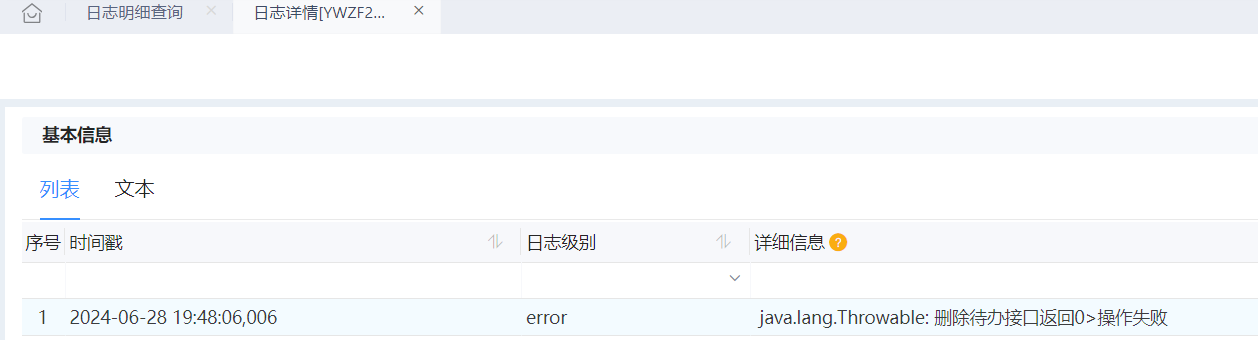 日志明细查询 日志详情[YWZF2...
基本信息
列表 文本
序号 时间戳 日志级别 详细信息 ?
1 2024-06-28 19:48:06,006 error java.lang.Throwable: 删除待办接口返回0>操作失败